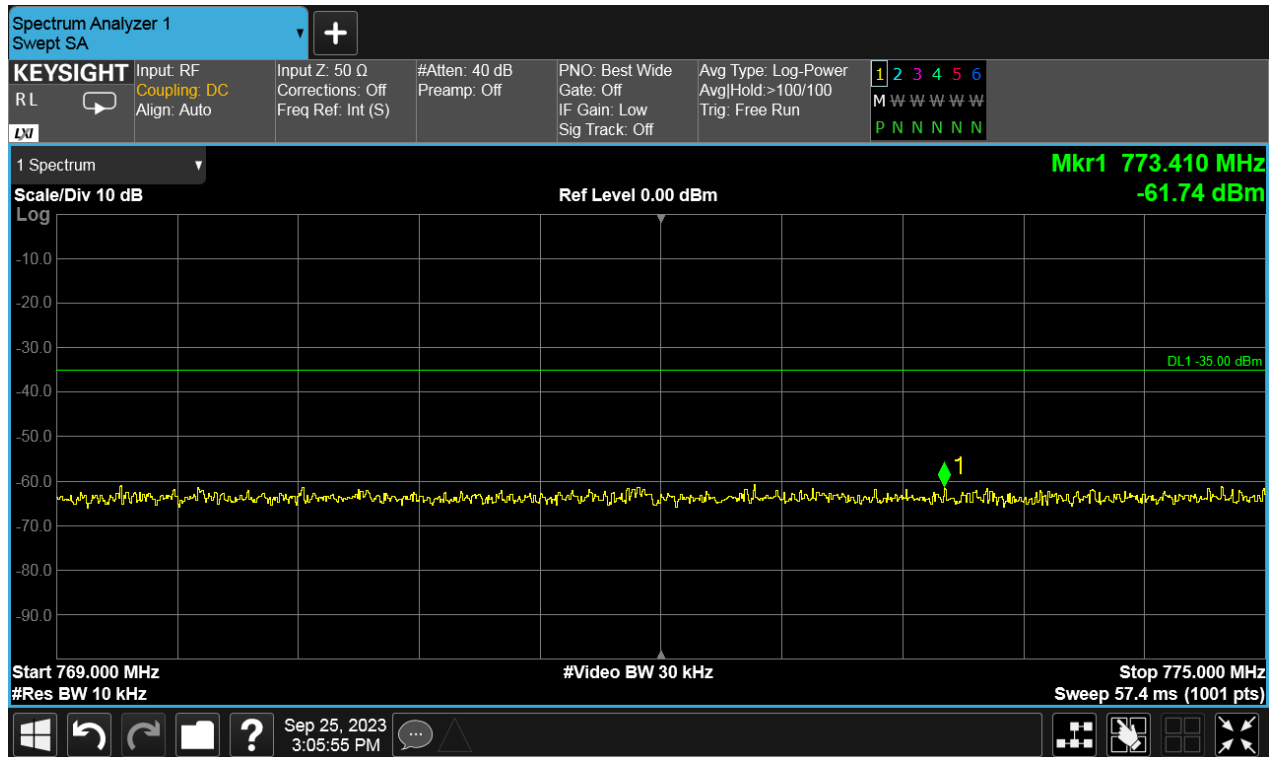 Spectrum Analyzer 1
Swept SA
KEYSIGHT
RL
LXI
Input: RF
Coupling: DC
Align: Auto
Input Z: 50 Ω
Corrections: Off
Freq Ref: Int (S)
#Atten: 40 dB
Preamp: Off
PNO: Best Wide
Gate: Off
IF Gain: Low
Sig Track: Off
Avg Type: Log-Power
Avg|Hold:>100/100
Trig: Free Run
1 2 3 4 5 6
M W W W W W
P N N N N N
1 Spectrum
Mkr1 773.410 MHz
-61.74 dBm
Scale/Div 10 dB
Ref Level 0.00 dBm
Log
-10.0
-20.0
-30.0
DL1 -35.00 dBm
-40.0
-50.0
1
-60.0
-70.0
-80.0
-90.0
Start 769.000 MHz
#Video BW 30 kHz
Stop 775.000 MHz
#Res BW 10 kHz
Sweep 57.4 ms (1001 pts)
?
Sep 25, 2023
3:05:55 PM